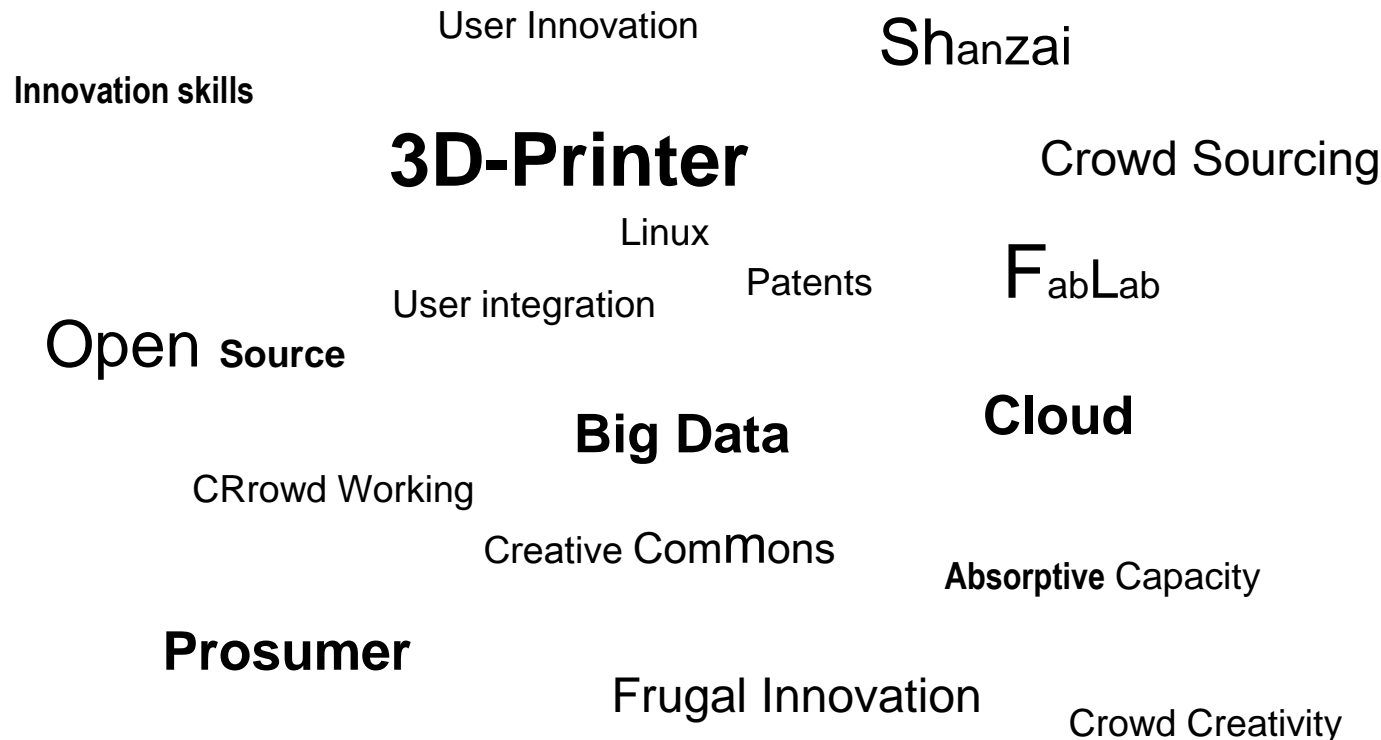 User Innovation
Shanzai
Innovation skills
3D-Printer
Crowd Sourcing
Linux
Patents
FabLab
User integration
Open Source
Big Data
Cloud
CRrowd Working
Creative Commons
Absorptive Capacity
Prosumer
Frugal Innovation
Crowd Creativity